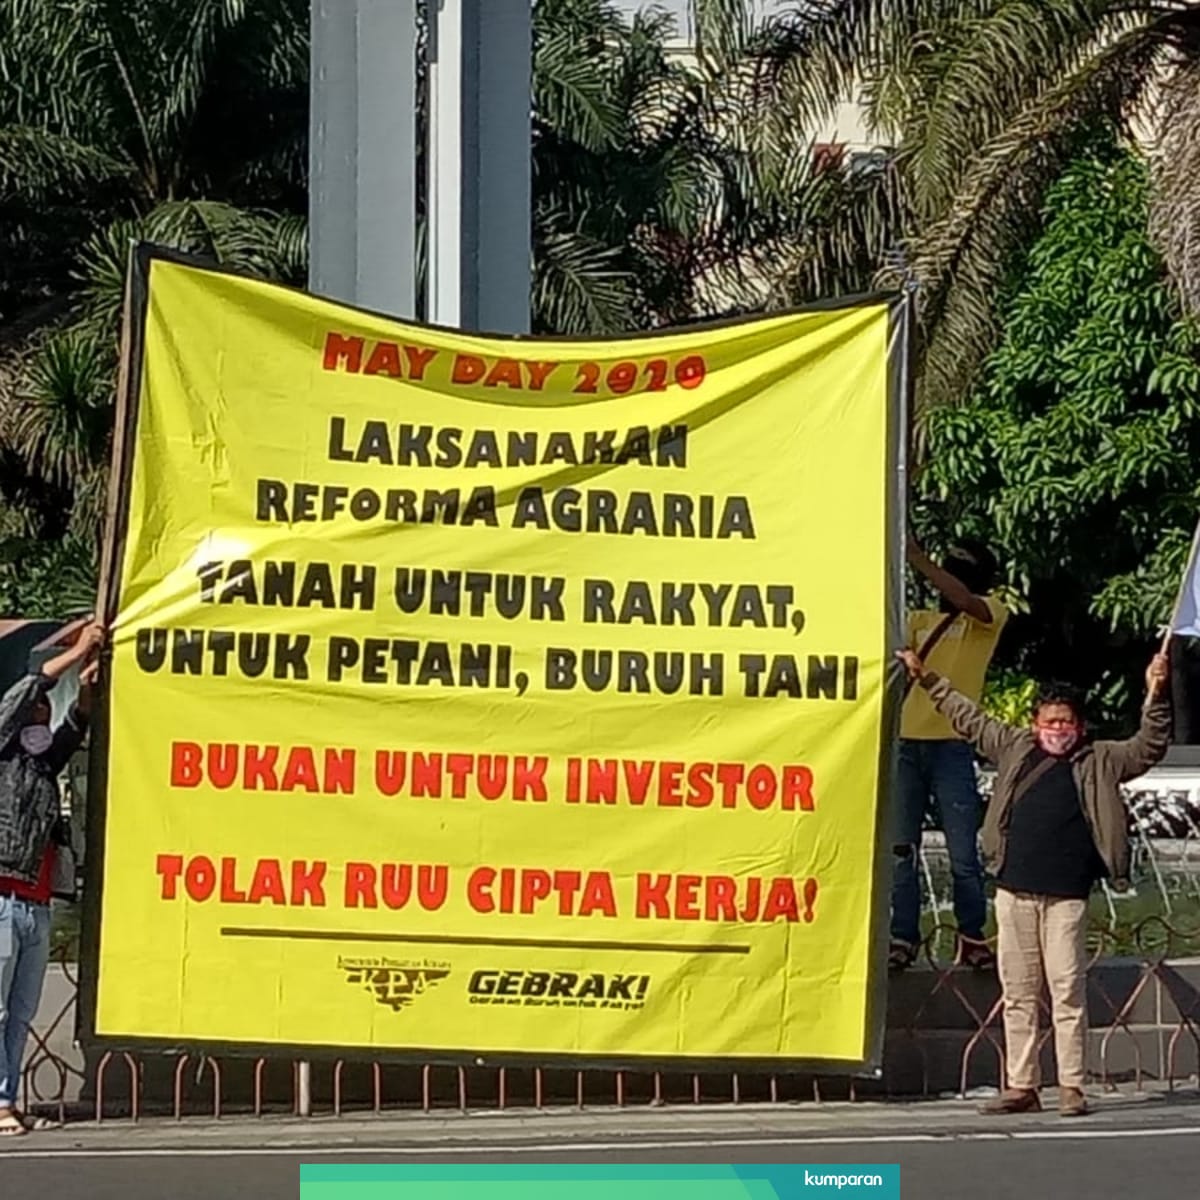 MAY DAY 2020
LAKSANAKAN
REFORMA AGRARIA
TANAH UNTUK RAKYAT,
UNTUK PETANI, BURUH TANI
BUKAN UNTUK INVESTOR
TOLAK RUU CIPTA KERJA!
KPA
GEBRAK!
Gerakan Buruh untuk Rakyat
kumparan